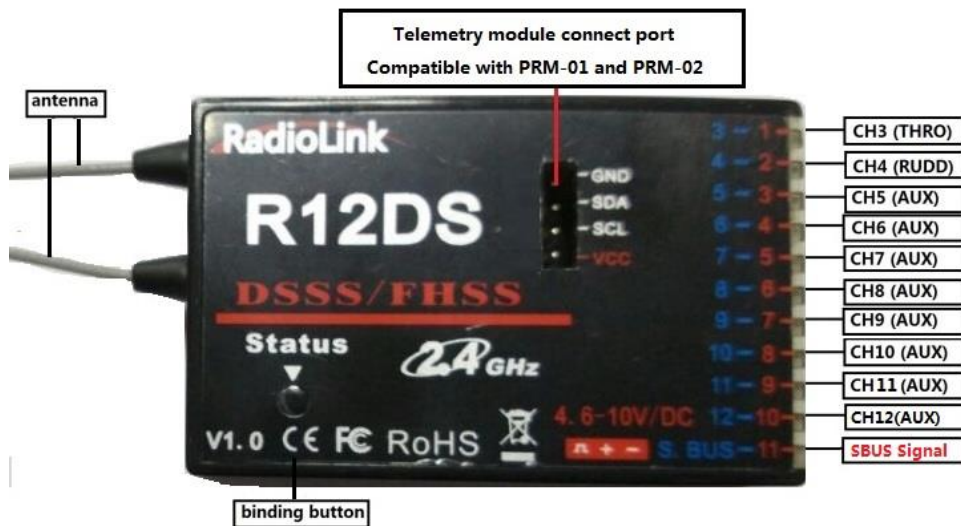 Telemetry module connect port
Compatible with PRM-01 and PRM-02
antenna
RadioLink
R12DS
DSSS/FHSS
Status
2.4 GHz
V1.0 CE FC RoHS
binding button
GND
SDA
SCL
VCC
4.6-10V/DC
⎍ + -
3 - 1 - CH3 (THRO)
4 - 2 - CH4 (RUDD)
5 - 3 - CH5 (AUX)
6 - 4 - CH6 (AUX)
7 - 5 - CH7 (AUX)
8 - 6 - CH8 (AUX)
9 - 7 - CH9 (AUX)
10 - 8 - CH10 (AUX)
11 - 9 - CH11 (AUX)
12 - 10 - CH12(AUX)
S.BUS - 11 - SBUS Signal